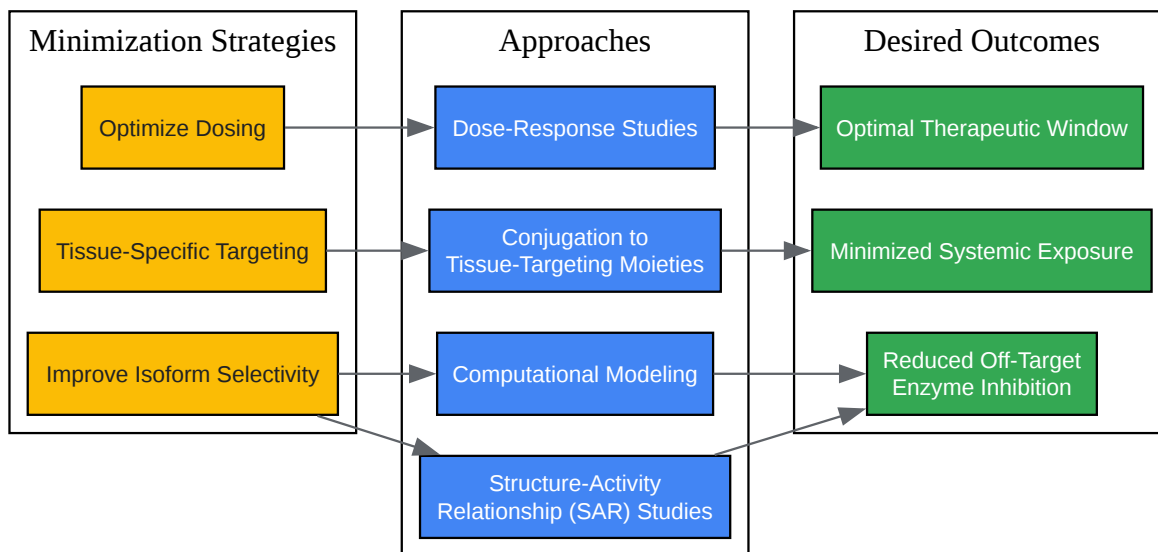 Minimization Strategies
Approaches
Desired Outcomes
Optimize Dosing
Dose-Response Studies
Optimal Therapeutic Window
Tissue-Specific Targeting
Conjugation to
Tissue-Targeting Moieties
Minimized Systemic Exposure
Improve Isoform Selectivity
Computational Modeling
Reduced Off-Target
Enzyme Inhibition
Structure-Activity
Relationship (SAR) Studies